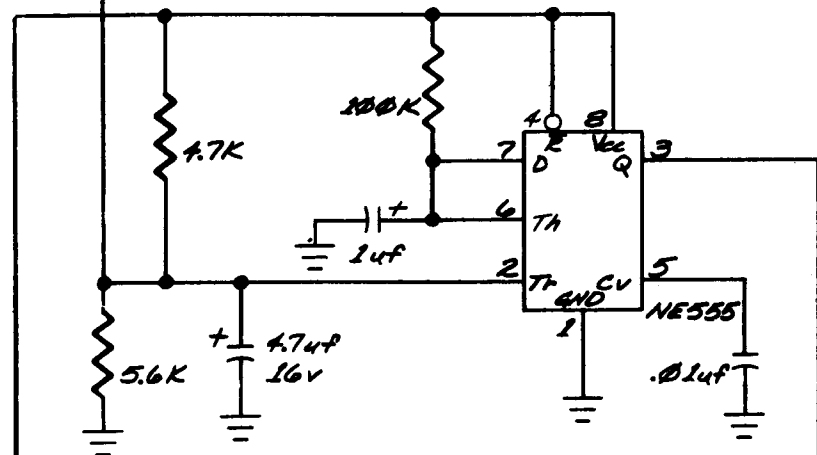 100K
4.7K
4 8
R Vcc
7 D Q 3
6 Th
+
1uf
2 Tr Cv 5
GND
1
NE555
5.6K
+ 4.7uf
16v
.01uf